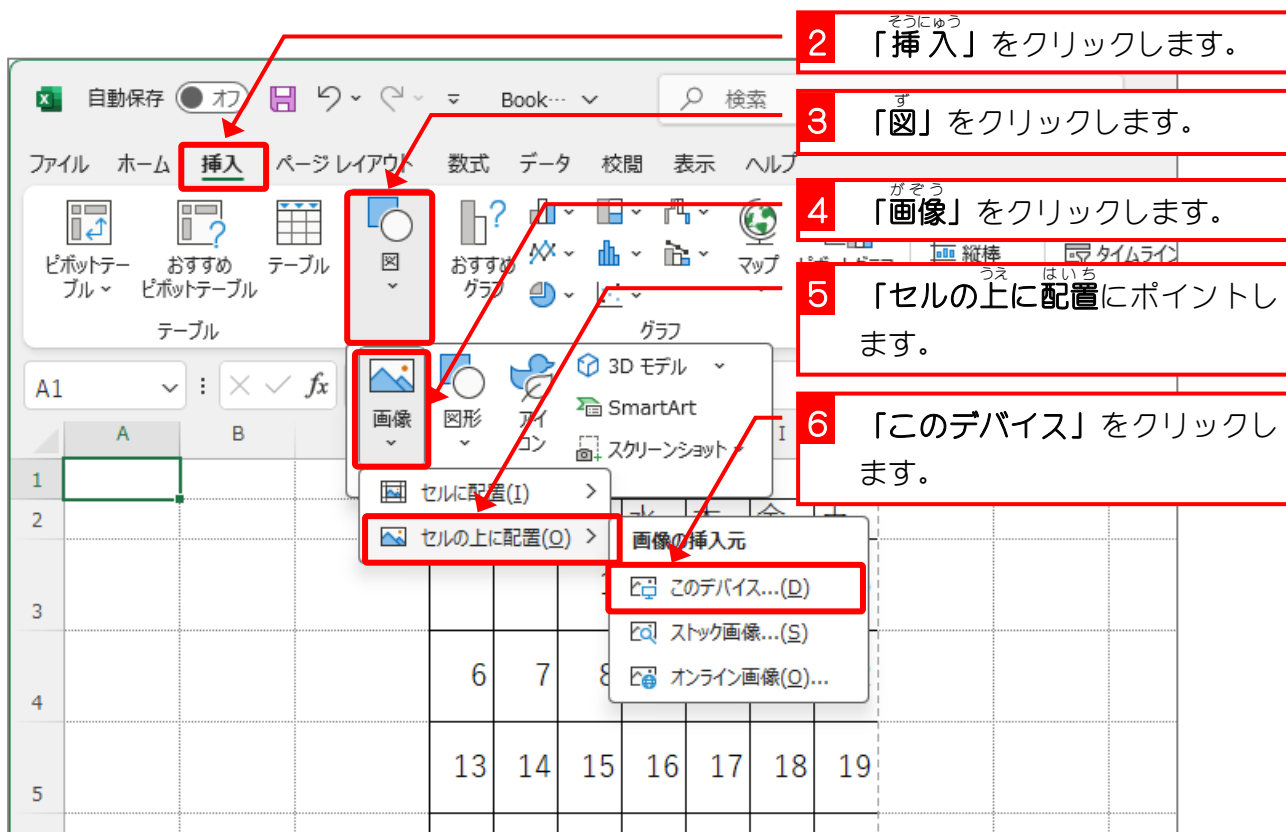 2 「挿入」をクリックします。
そうにゅう
3 「図」をクリックします。
ず
4 「画像」をクリックします。
がぞう
5 「セルの上に配置にポイントし
うえ はいち
ます。
6 「このデバイス」をクリックし
ます。
自動保存 オフ Book… 検索
ファイル ホーム 挿入 ページ レイアウト 数式 データ 校閲 表示 ヘルプ
ピボットテー
ブル
おすすめ
ピボットテーブル
テーブル
図
おすすめ
グラフ
マップ
縦棒
タイムライン
テーブル
グラフ
A1
fx
画像
図形
アイ
コン
3D モデル
SmartArt
スクリーンショット
A B I
セルに配置(I)
セルの上に配置(O)
画像の挿入元
このデバイス...(D)
ストック画像...(S)
オンライン画像(O)...
1
2
3
4 6 7 8
5 13 14 15 16 17 18 19